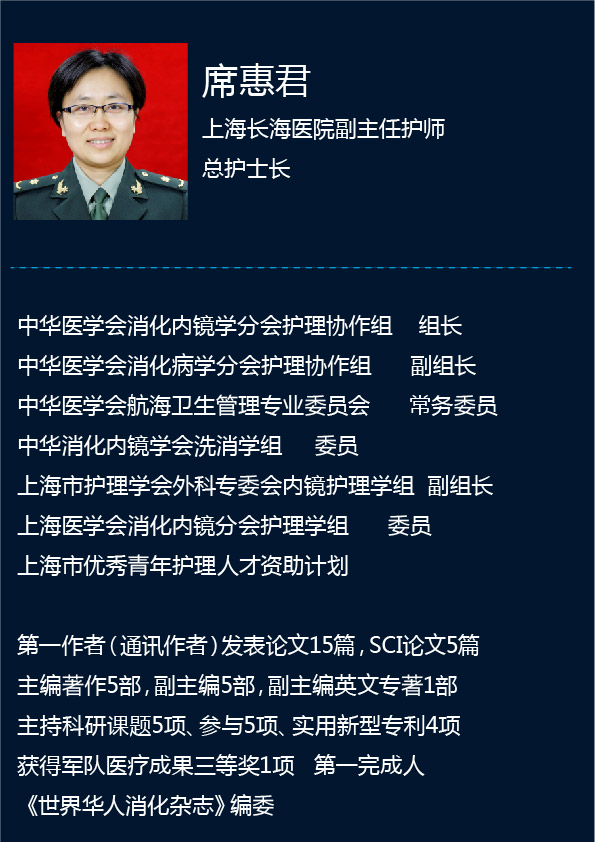 席惠君
上海长海医院副主任护师
总护士长
中华医学会消化内镜学分会护理协作组 组长
中华医学会消化病学分会护理协作组 副组长
中华医学会航海卫生管理专业委员会 常务委员
中华消化内镜学会洗消学组 委员
上海市护理学会外科专委会内镜护理学组 副组长
上海医学会消化内镜分会护理学组 委员
上海市优秀青年护理人才资助计划
第一作者（通讯作者）发表论文15篇，SCI论文5篇
主编著作5部，副主编5部，副主编英文专著1部
主持科研课题5项、参与5项、实用新型专利4项
获得军队医疗成果三等奖1项 第一完成人
《世界华人消化杂志》编委